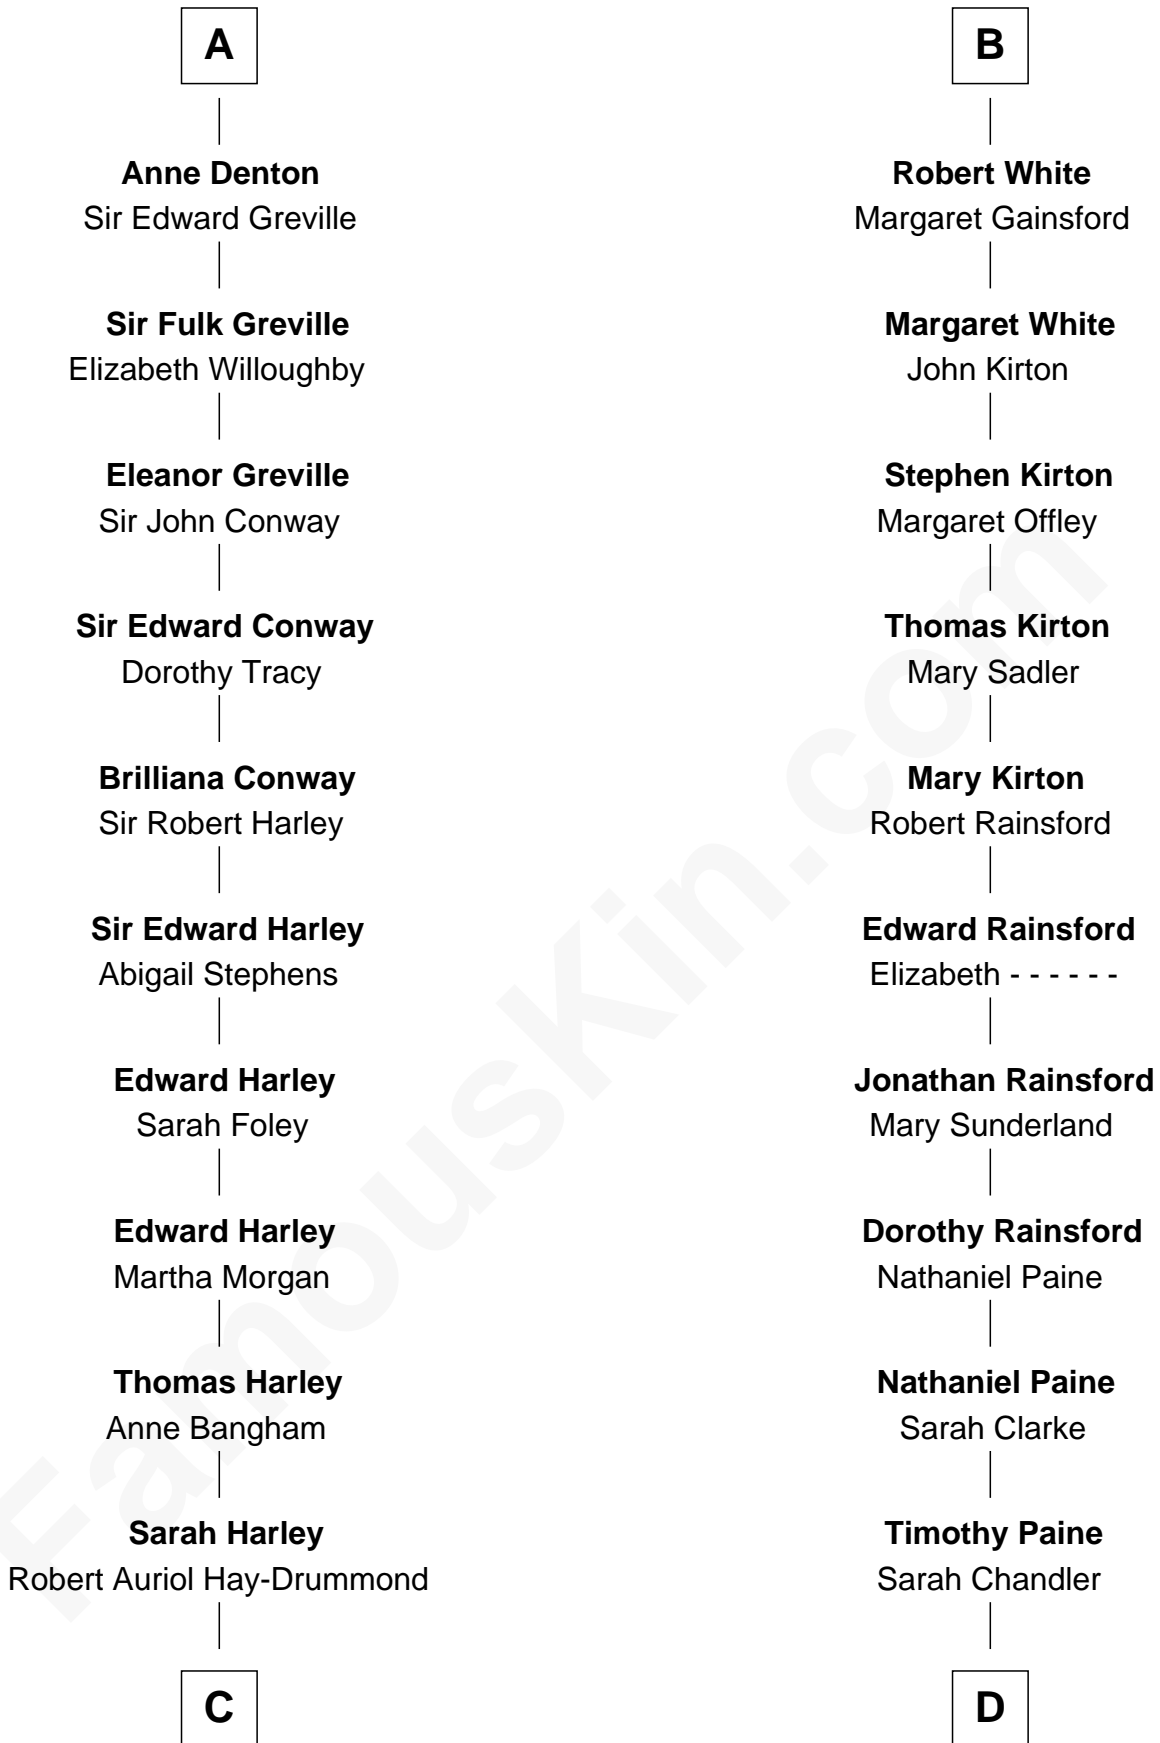 A
Anne Denton
Sir Edward Greville
Sir Fulk Greville
Elizabeth Willoughby
Eleanor Greville
Sir John Conway
Sir Edward Conway
Dorothy Tracy
Brilliana Conway
Sir Robert Harley
Sir Edward Harley
Abigail Stephens
Edward Harley
Sarah Foley
Edward Harley
Martha Morgan
Thomas Harley
Anne Bangham
Sarah Harley
Robert Auriol Hay-Drummond
C
B
Robert White
Margaret Gainsford
Margaret White
John Kirton
Stephen Kirton
Margaret Offley
Thomas Kirton
Mary Sadler
Mary Kirton
Robert Rainsford
Edward Rainsford
Elizabeth - - - - - -
Jonathan Rainsford
Mary Sunderland
Dorothy Rainsford
Nathaniel Paine
Nathaniel Paine
Sarah Clarke
Timothy Paine
Sarah Chandler
D
FamousKin.com